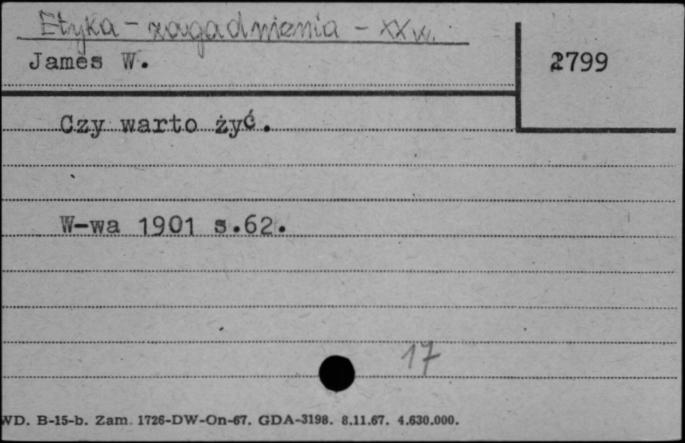 Etyka - zagadnienia - XX w.
James W.
2799
Czy warto żyć.
W-wa 1901 s.62.
17
WD. B-15-b. Zam. 1726-DW-On-67. GDA-3198. 8.11.67. 4.630.000.